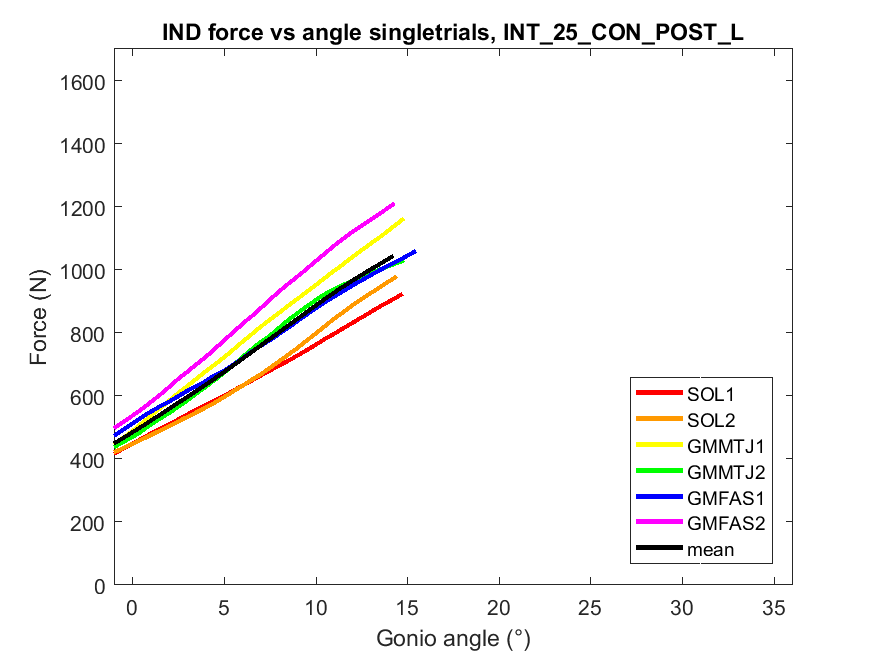 IND force vs angle singletrials, INT_25_CON_POST_L
1600
1400
1200
1000
800
600
400
200
0
Force (N)
0 5 10 15 20 25 30 35
Gonio angle (°)
SOL1
SOL2
GMMTJ1
GMMTJ2
GMFAS1
GMFAS2
mean